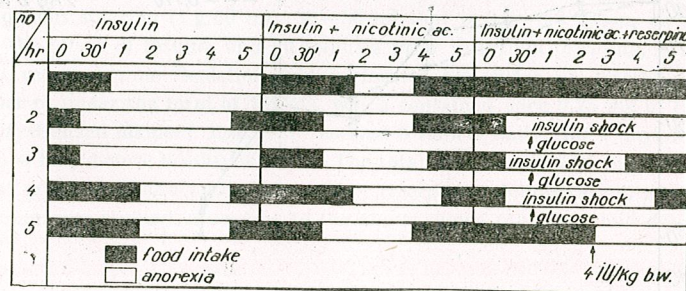 no insulin Insulin + nicotinic ac. Insulin+nicotinic ac.+reserpine
hr 0 30' 1 2 3 4 5 0 30' 1 2 3 4 5 0 30' 1 2 3 4 5
1
2 insulin shock
glucose
3 insulin shock
glucose
4 insulin shock
glucose
5
food intake
anorexia 4 iU/kg b.w.